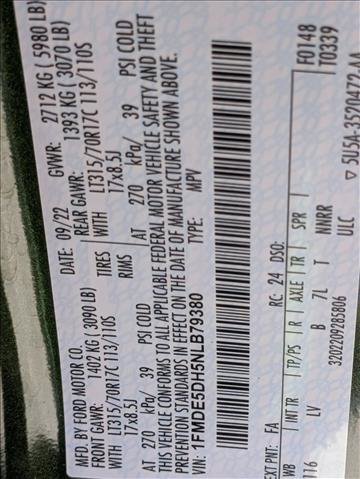 MFD. BY FORD MOTOR CO.
DATE: 09/22 GVWR: 2712 KG ( 5980 LB)
FRONT GAWR: 1402 KG ( 3090 LB) REAR GAWR: 1393 KG ( 3070 LB)
WITH LT315/70R17C 113/110S TIRES WITH LT315/70R17C 113/110S
17x8.5J RIMS 17x8.5J
AT 270 kPa/ 39 PSI COLD AT 270 kPa/ 39 PSI COLD
THIS VEHICLE CONFORMS TO ALL APPLICABLE FEDERAL MOTOR VEHICLE SAFETY AND THEFT
PREVENTION STANDARDS IN EFFECT ON THE DATE OF MANUFACTURE SHOWN ABOVE.
VIN: 1FMDE5DH5NLB79380 TYPE: MPV
F0148
T0339
EXT PNT: FA RC: 24 DSO:
WB INT TR TP/PS R AXLE TR SPR
116 LV B 7L T NNRR
3202209285806 ULC
5U5A-3520472-AA